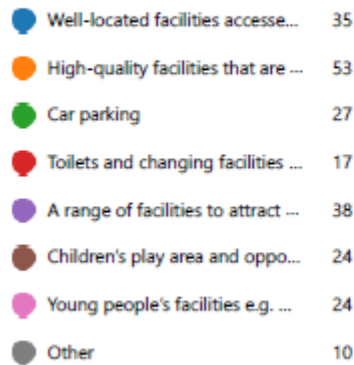 Well-located facilities accesse... 35
High-quality facilities that are ... 53
Car parking 27
Toilets and changing facilities ... 17
A range of facilities to attract ... 38
Children's play area and oppo... 24
Young people's facilities e.g. ... 24
Other 10